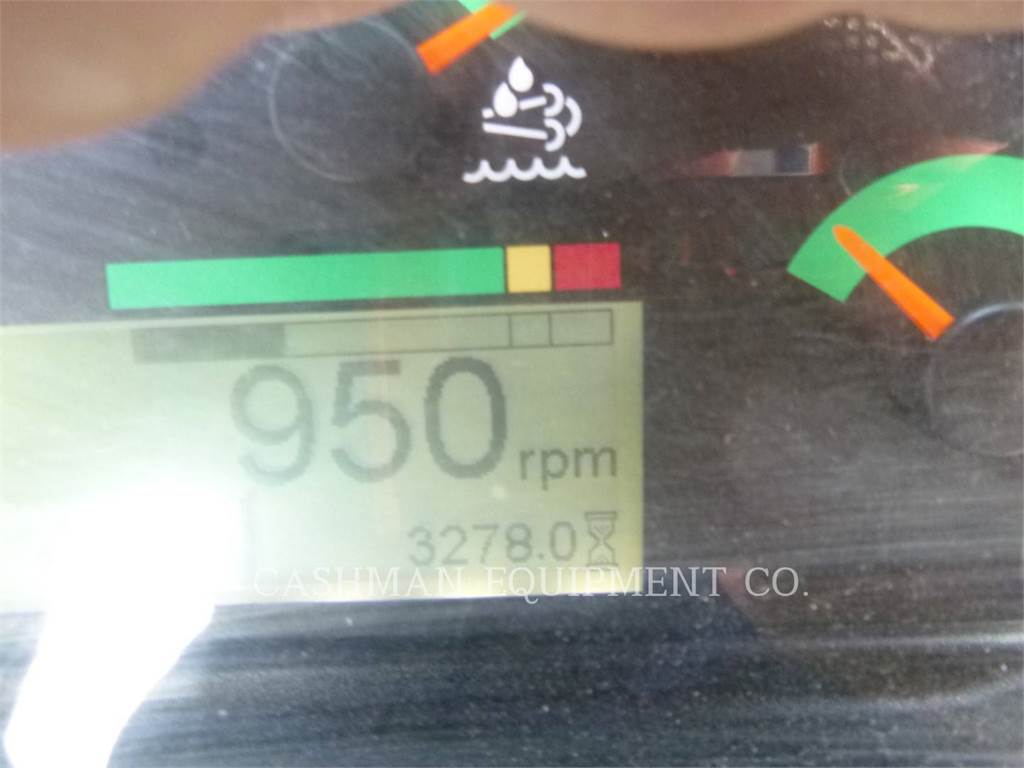 950 rpm
3278.0
CASHMAN EQUIPMENT CO.